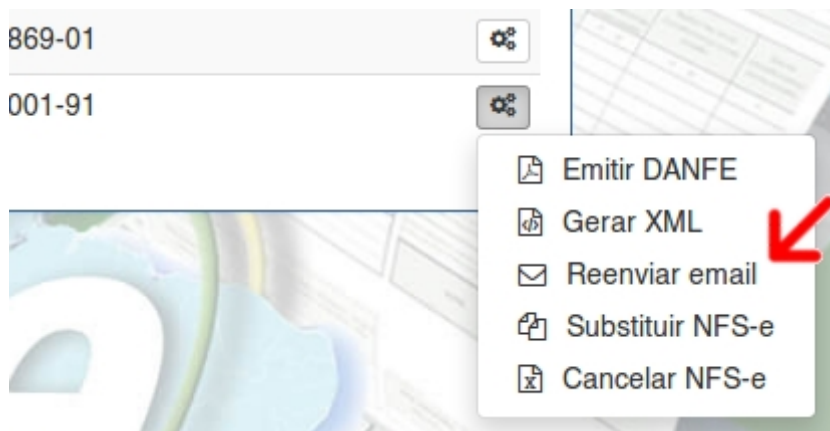 869-01
001-91
Emitir DANFE
Gerar XML
Reenviar email
Substituir NFS-e
Cancelar NFS-e